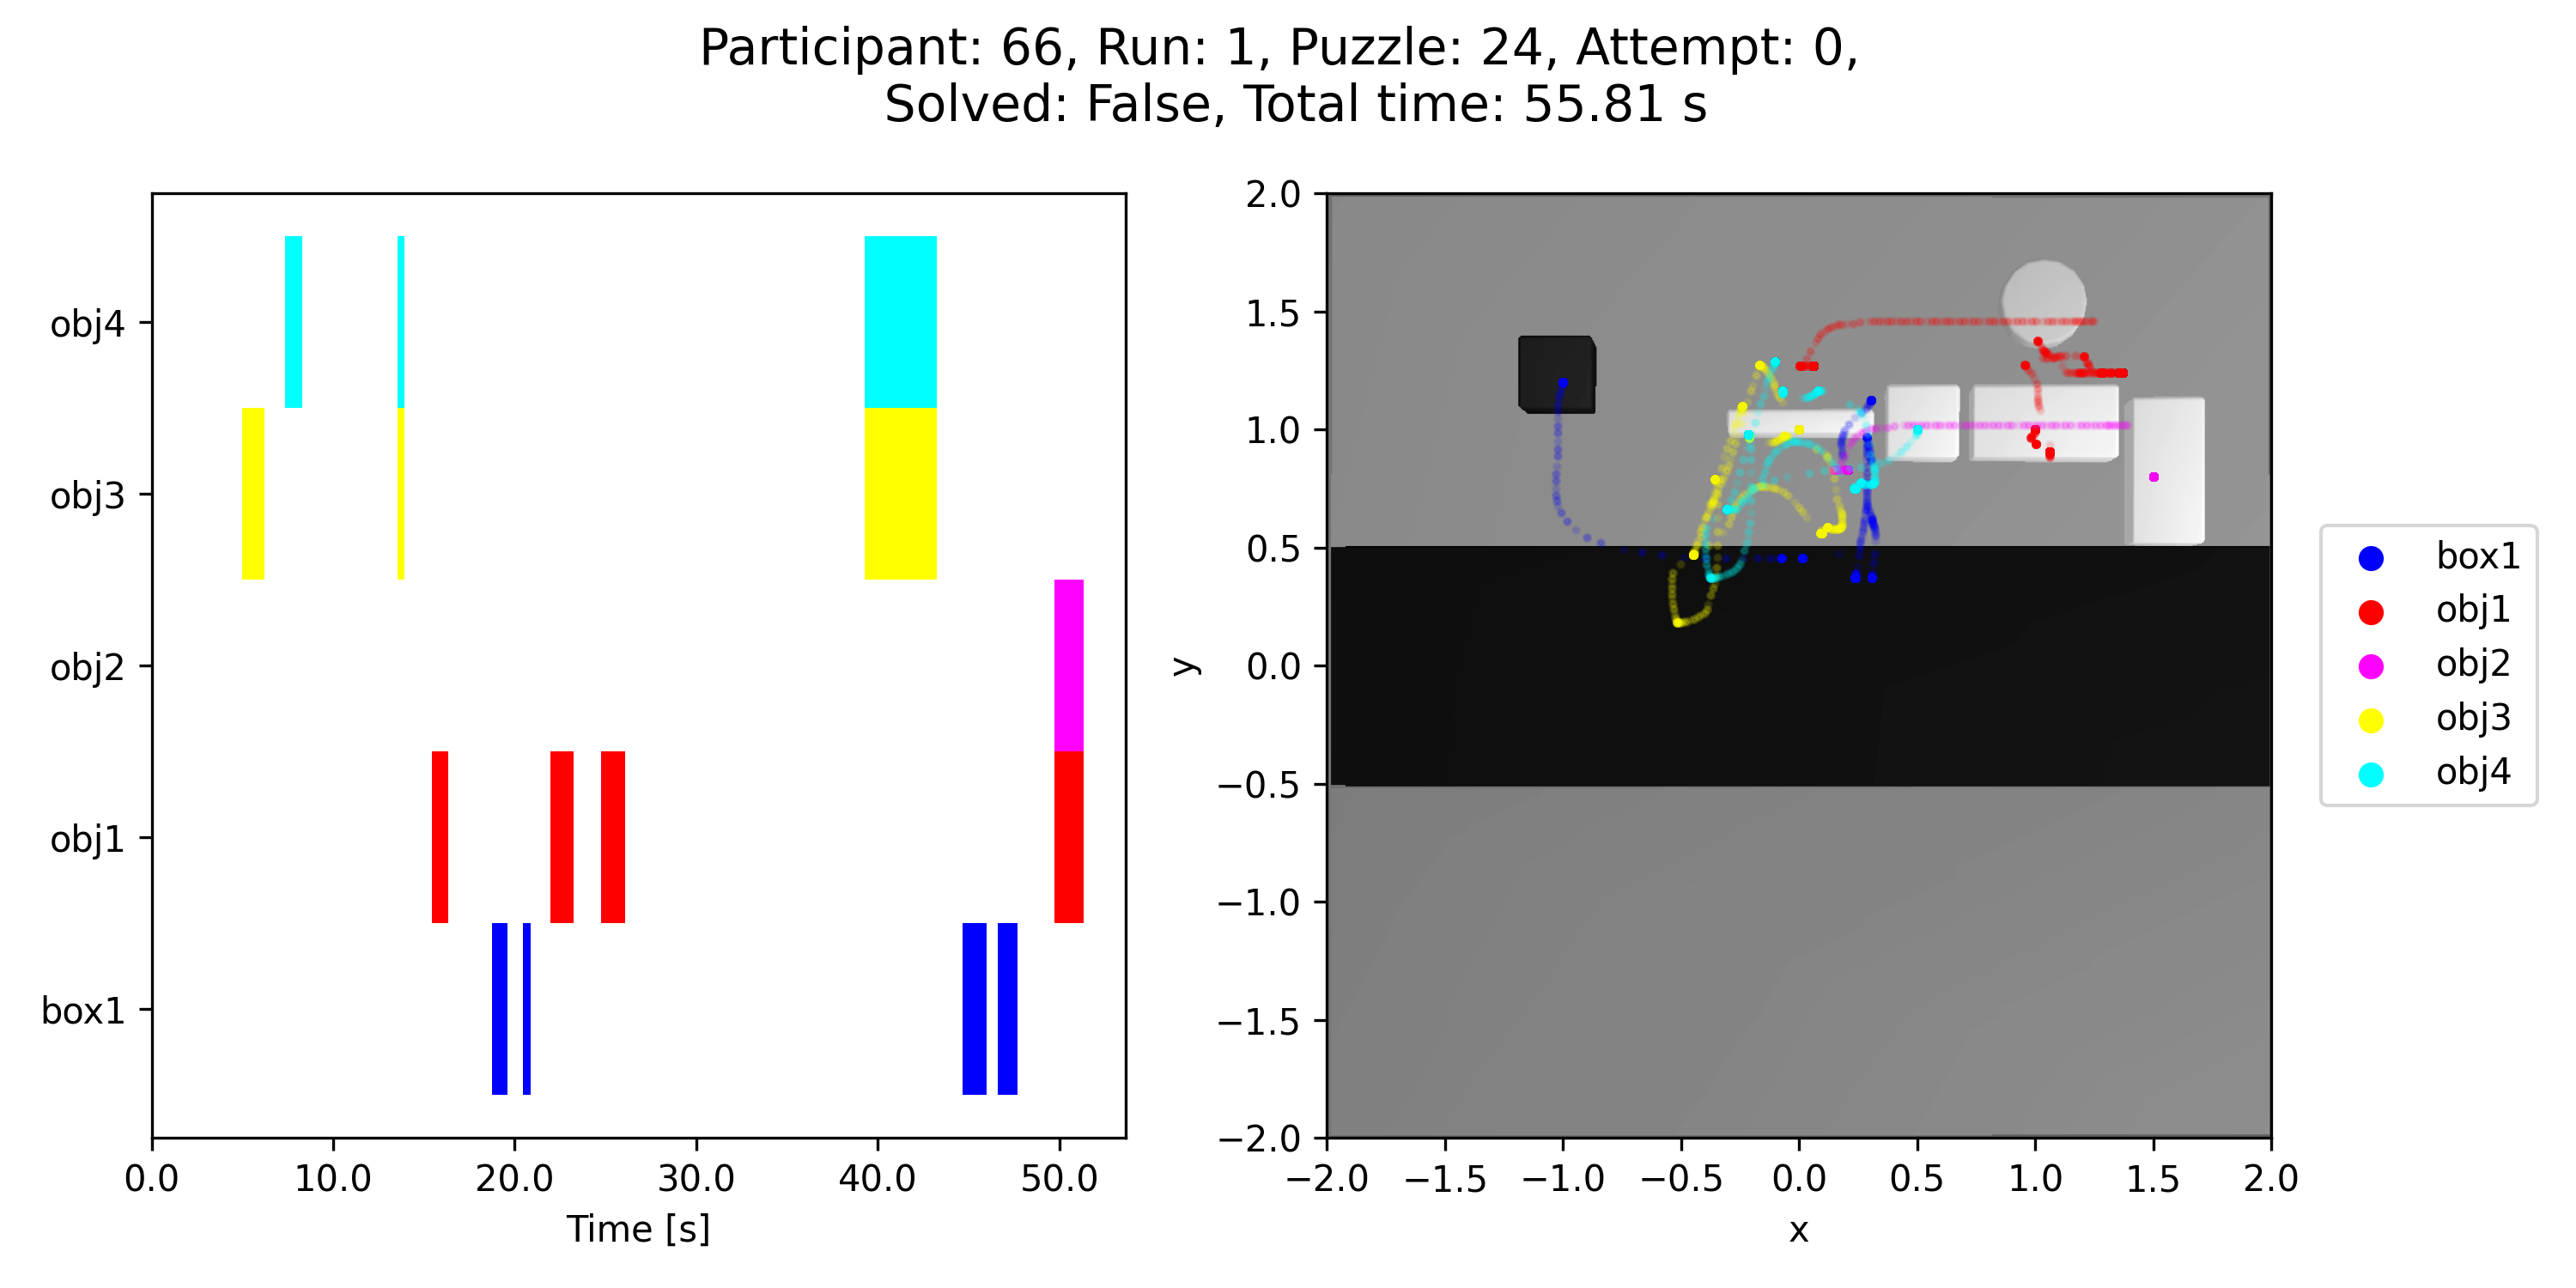 Participant: 66, Run: 1, Puzzle: 24, Attempt: 0,
Solved: False, Total time: 55.81 s
obj4
obj3
obj2
obj1
box1
0.0 10.0 20.0 30.0 40.0 50.0
Time [s]
2.0
1.5
1.0
0.5
0.0
−0.5
−1.0
−1.5
−2.0
y
−2.0 −1.5 −1.0 −0.5 0.0 0.5 1.0 1.5 2.0
x
box1
obj1
obj2
obj3
obj4